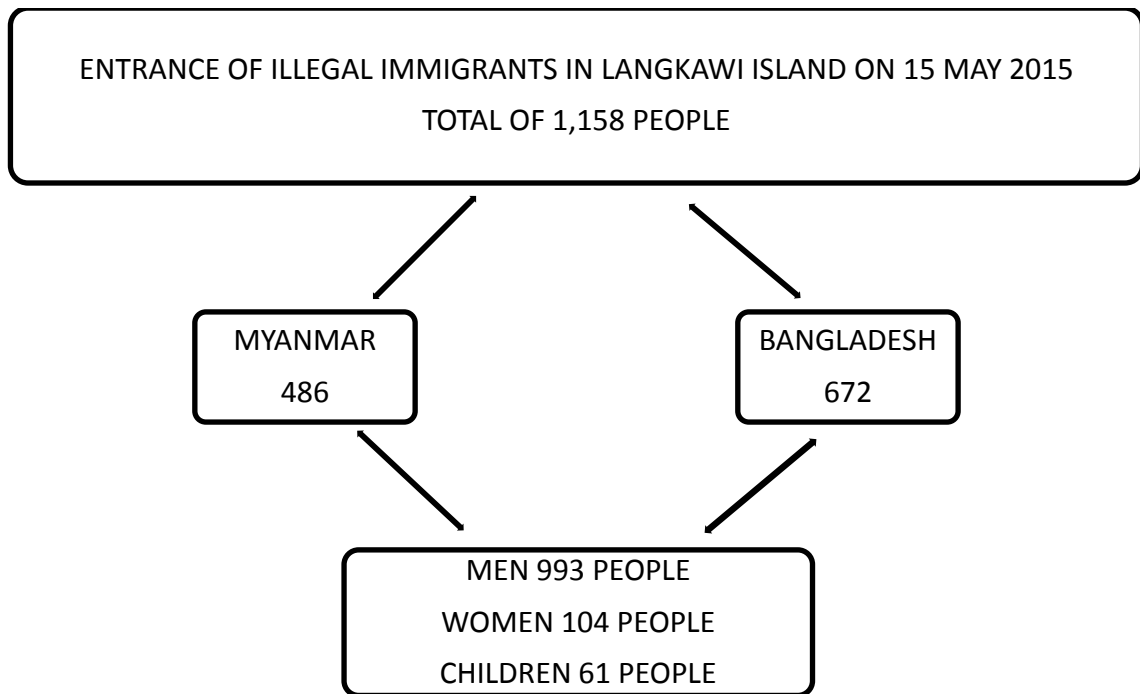 ENTRANCE OF ILLEGAL IMMIGRANTS IN LANGKAWI ISLAND ON 15 MAY 2015
TOTAL OF 1,158 PEOPLE
MYANMAR
486
BANGLADESH
672
MEN 993 PEOPLE
WOMEN 104 PEOPLE
CHILDREN 61 PEOPLE